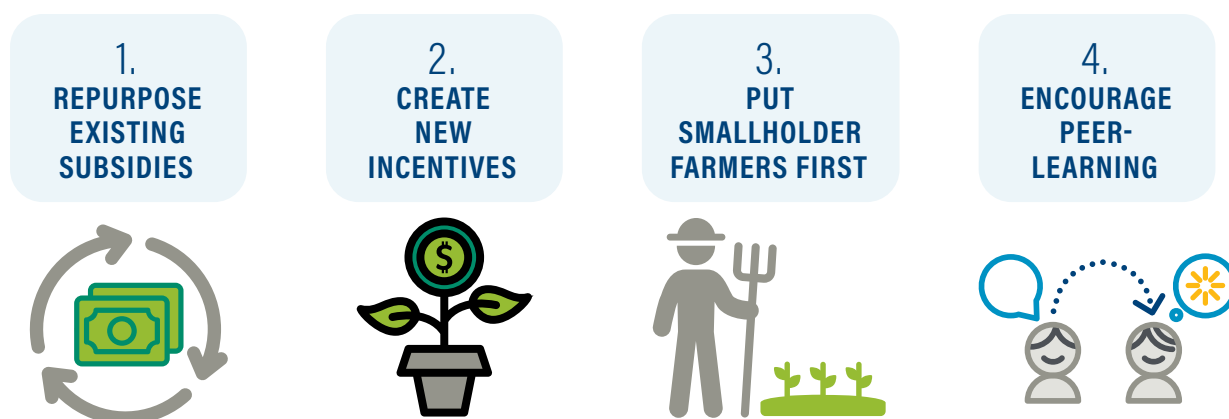 1.
REPURPOSE
EXISTING
SUBSIDIES
2.
CREATE
NEW
INCENTIVES
3.
PUT
SMALLHOLDER
FARMERS FIRST
4.
ENCOURAGE
PEER-
LEARNING
$